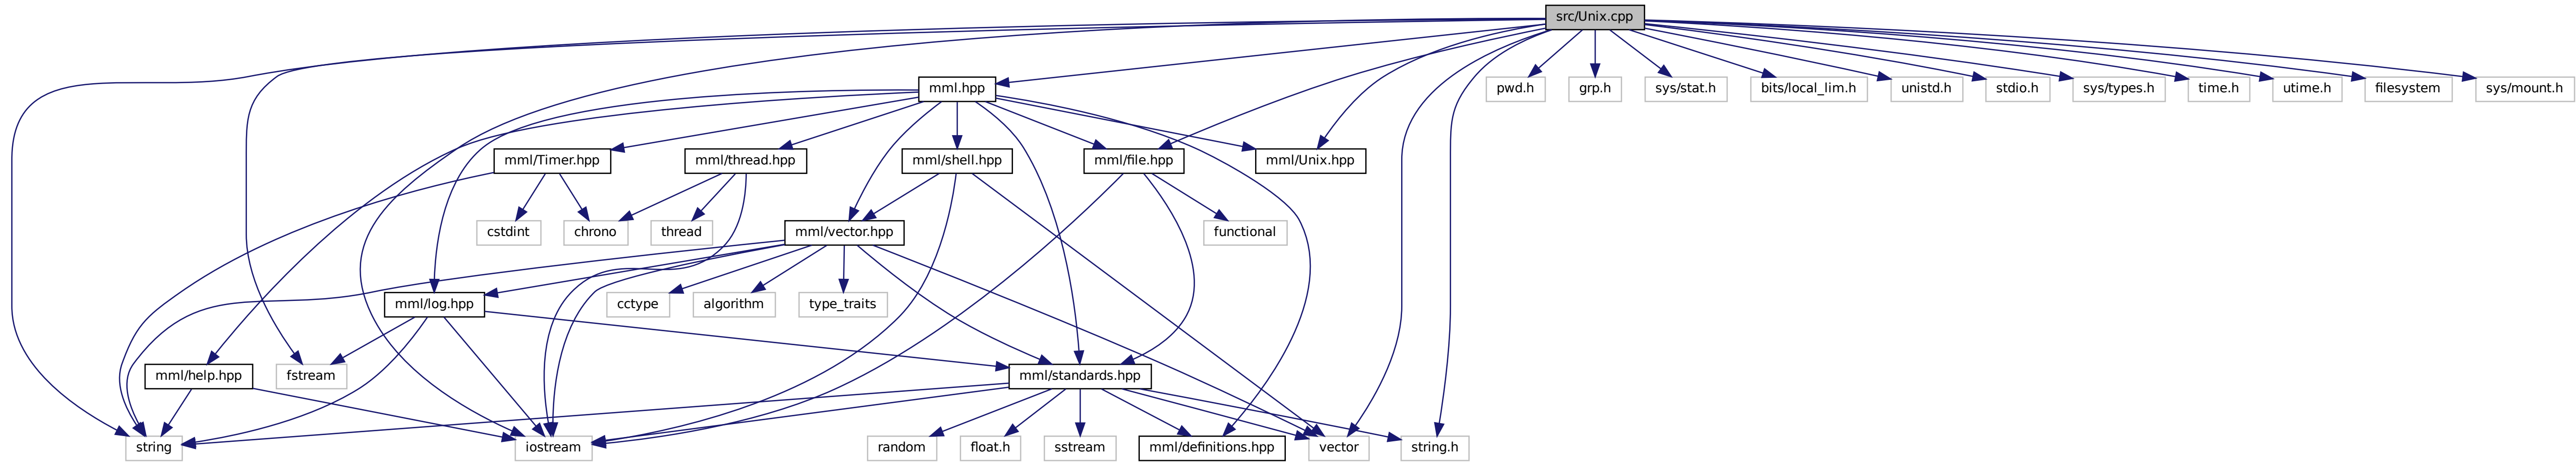 src/Unix.cpp
mml.hpp
pwd.h
grp.h
sys/stat.h
bits/local_lim.h
unistd.h
stdio.h
sys/types.h
time.h
utime.h
filesystem
sys/mount.h
mml/Timer.hpp
mml/thread.hpp
mml/shell.hpp
mml/file.hpp
mml/Unix.hpp
cstdint
chrono
thread
mml/vector.hpp
functional
mml/log.hpp
cctype
algorithm
type_traits
mml/help.hpp
fstream
mml/standards.hpp
string
iostream
random
float.h
sstream
mml/definitions.hpp
vector
string.h